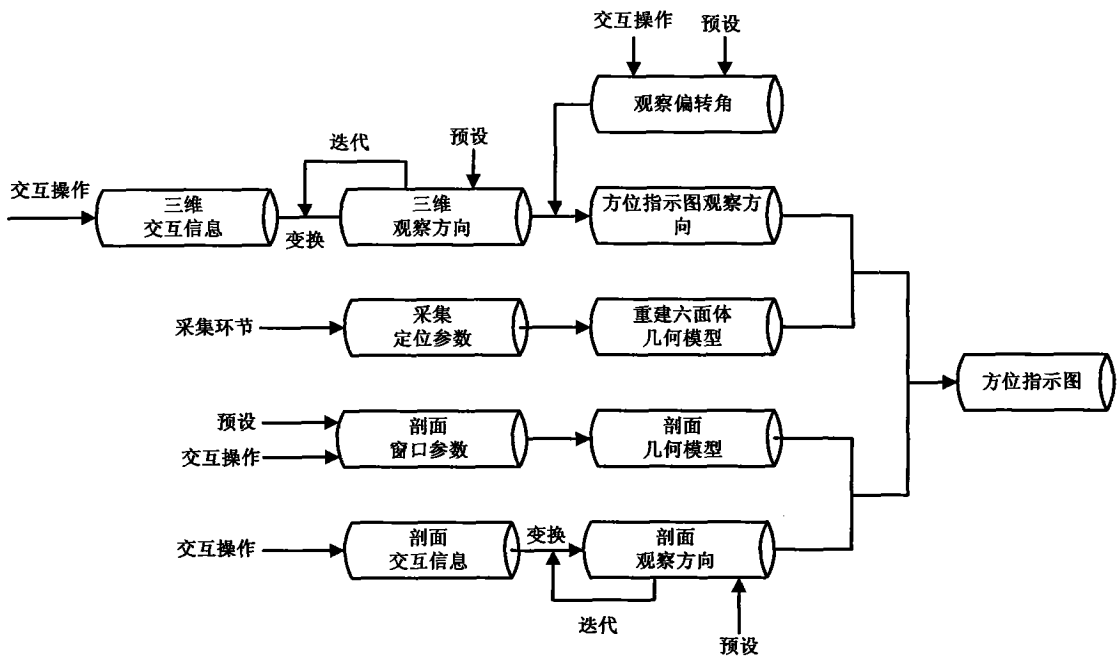 交互操作
预设
观察偏转角
迭代
预设
交互操作
三维
交互信息
变换
三维
观察方向
方位指示图观察方
向
采集环节
采集
定位参数
重建六面体
几何模型
方位指示图
预设
交互操作
剖面
窗口参数
剖面
几何模型
交互操作
剖面
交互信息
变换
剖面
观察方向
迭代
预设